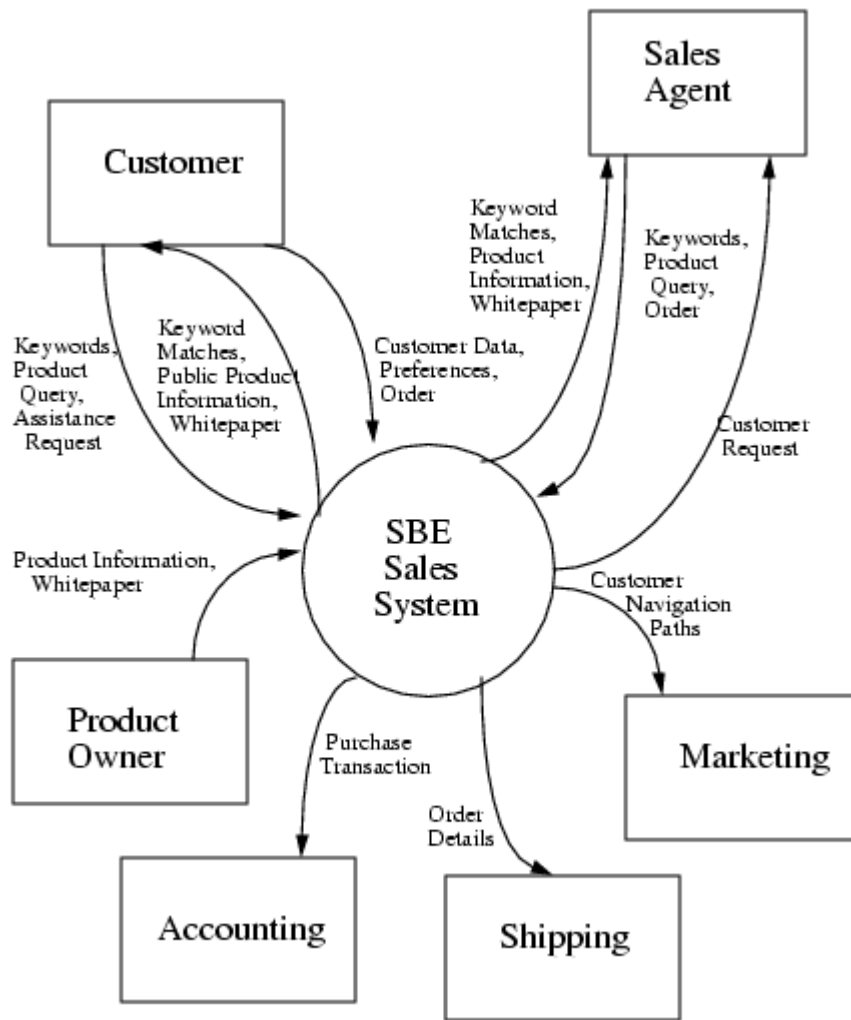 Sales
Agent
Customer
Keyword
Matches,
Product
Information,
Whitepaper
Keywords,
Product
Query,
Order
Keywords,
Product
Query,
Assistance
Request
Keyword
Matches,
Public Product
Information,
Whitepaper
Customer Data,
Preferences,
Order
Customer
Request
SBE
Sales
System
Product Information,
Whitepaper
Customer
Navigation
Paths
Product
Owner
Purchase
Transaction
Marketing
Order
Details
Accounting
Shipping